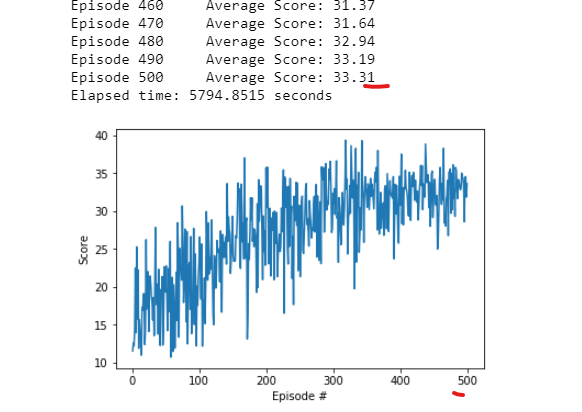 Episode 460 Average Score: 31.37
Episode 470 Average Score: 31.64
Episode 480 Average Score: 32.94
Episode 490 Average Score: 33.19
Episode 500 Average Score: 33.31
Elapsed time: 5794.8515 seconds
40
35
30
25
20
15
10
Score
0 100 200 300 400 500
Episode #